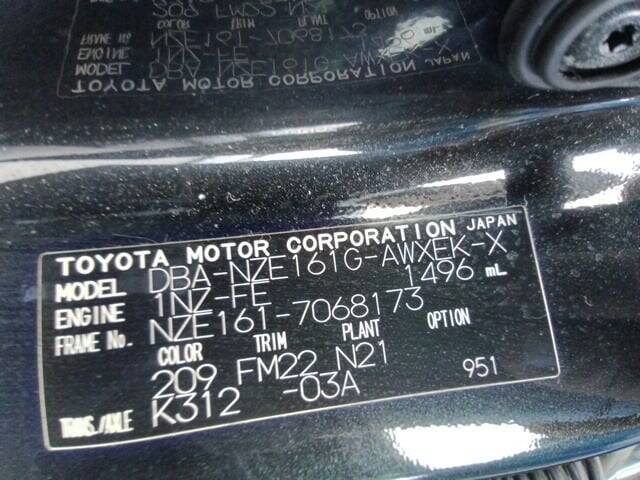 TOYOTA MOTOR CORPORATION JAPAN
MODEL DBA-NZE161G-AWXEK-X
ENGINE 1NZ-FE 1496 mL
FRAME No. NZE161-7068173
COLOR TRIM PLANT OPTION
209 FM22 N21
TRANS./AXLE K312 -03A 951